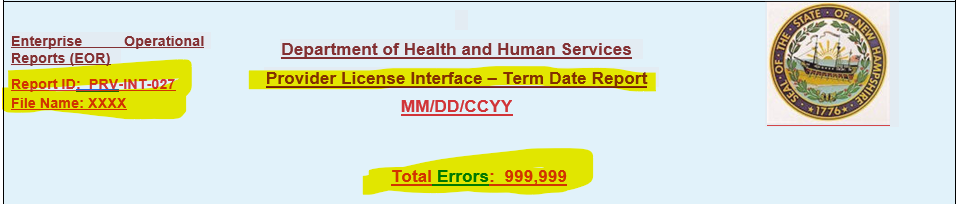 Enterprise Operational
Reports (EOR)
Report ID: PRV-INT-027
File Name: XXXX
Department of Health and Human Services
Provider License Interface – Term Date Report
MM/DD/CCYY
SEAL · OF · THE · STATE · OF · NEW HAMPSHIRE
· 1776 ·
Total Errors: 999,999